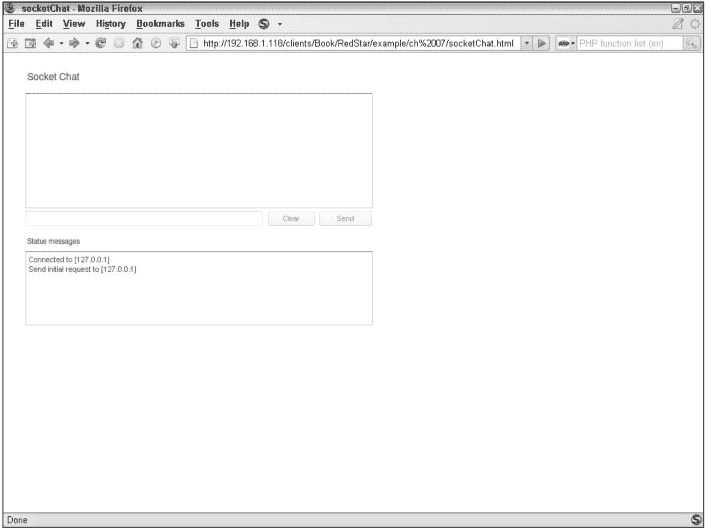 socketChat - Mozilla Firefox
File Edit View History Bookmarks Tools Help
http://192.168.1.118/clients/Book/RedStar/example/ch%2007/socketChat.html PHP function list (en)
Socket Chat
Clear Send
Status messages
Connected to [127.0.0.1]
Send initial request to [127.0.0.1]
Done